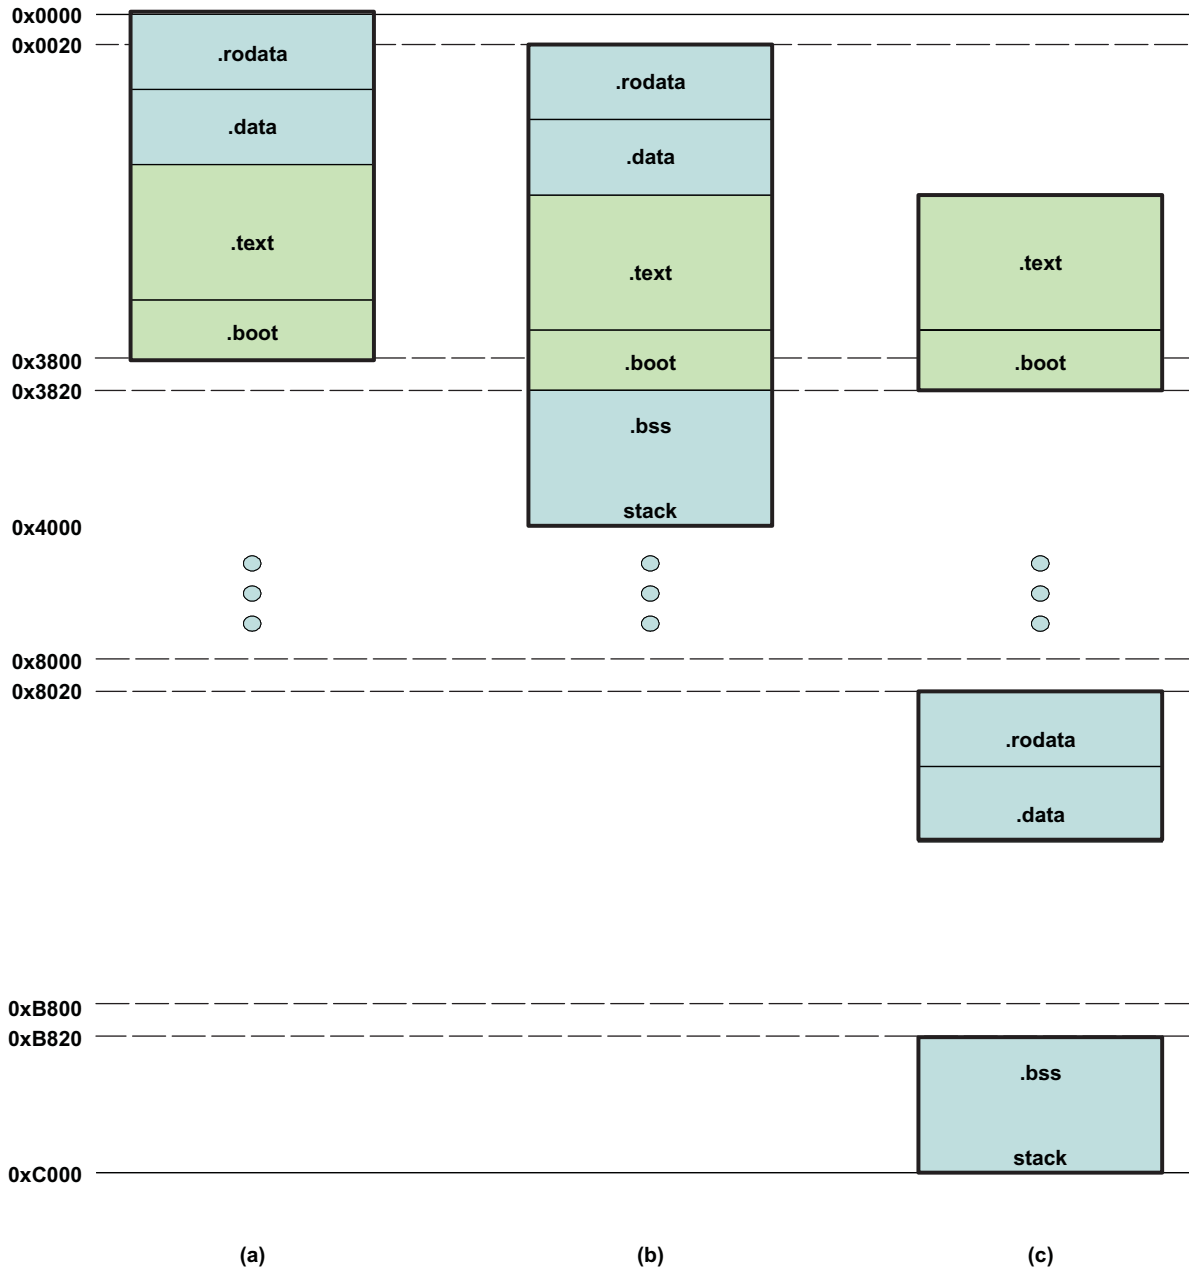 0x0000
0x0020
.rodata
.data
.text
.boot
0x3800
0x3820
0x4000
0x8000
0x8020
0xB800
0xB820
0xC000
.rodata
.data
.text
.boot
.bss
stack
.text
.boot
.rodata
.data
.bss
stack
(a)
(b)
(c)